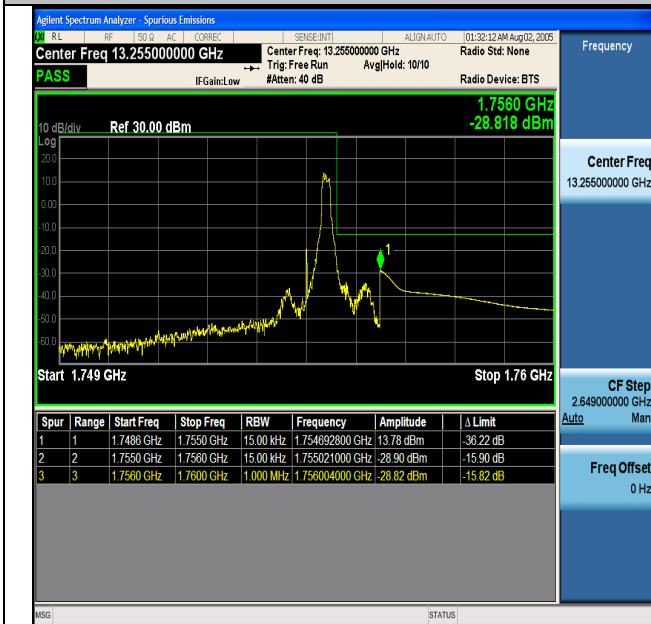 Agilent Spectrum Analyzer - Spurious Emissions
RL RF 50 Ω AC CORREC SENSE:INT ALIGNAUTO 01:32:12 AM Aug 02, 2005
Center Freq 13.255000000 GHz
Center Freq: 13.255000000 GHz
Radio Std: None
Trig: Free Run Avg|Hold: 10/10
PASS
IFGain:Low
#Atten: 40 dB
Radio Device: BTS
1.7560 GHz
-28.818 dBm
10 dB/div Ref 30.00 dBm
Log
20.0
10.0
0.00
-10.0
-20.0
-30.0
-40.0
-50.0
-60.0
1
Start 1.749 GHz
Stop 1.76 GHz
Spur Range Start Freq Stop Freq RBW Frequency Amplitude Δ Limit
1 1 1.7486 GHz 1.7550 GHz 15.00 kHz 1.754692800 GHz 13.78 dBm -36.22 dB
2 2 1.7550 GHz 1.7560 GHz 15.00 kHz 1.755021000 GHz -28.90 dBm -15.90 dB
3 3 1.7560 GHz 1.7600 GHz 1.000 MHz 1.756004000 GHz -28.82 dBm -15.82 dB
MSG
STATUS
Frequency
Center Freq
13.255000000 GHz
CF Step
2.649000000 GHz
Auto Man
Freq Offset
0 Hz